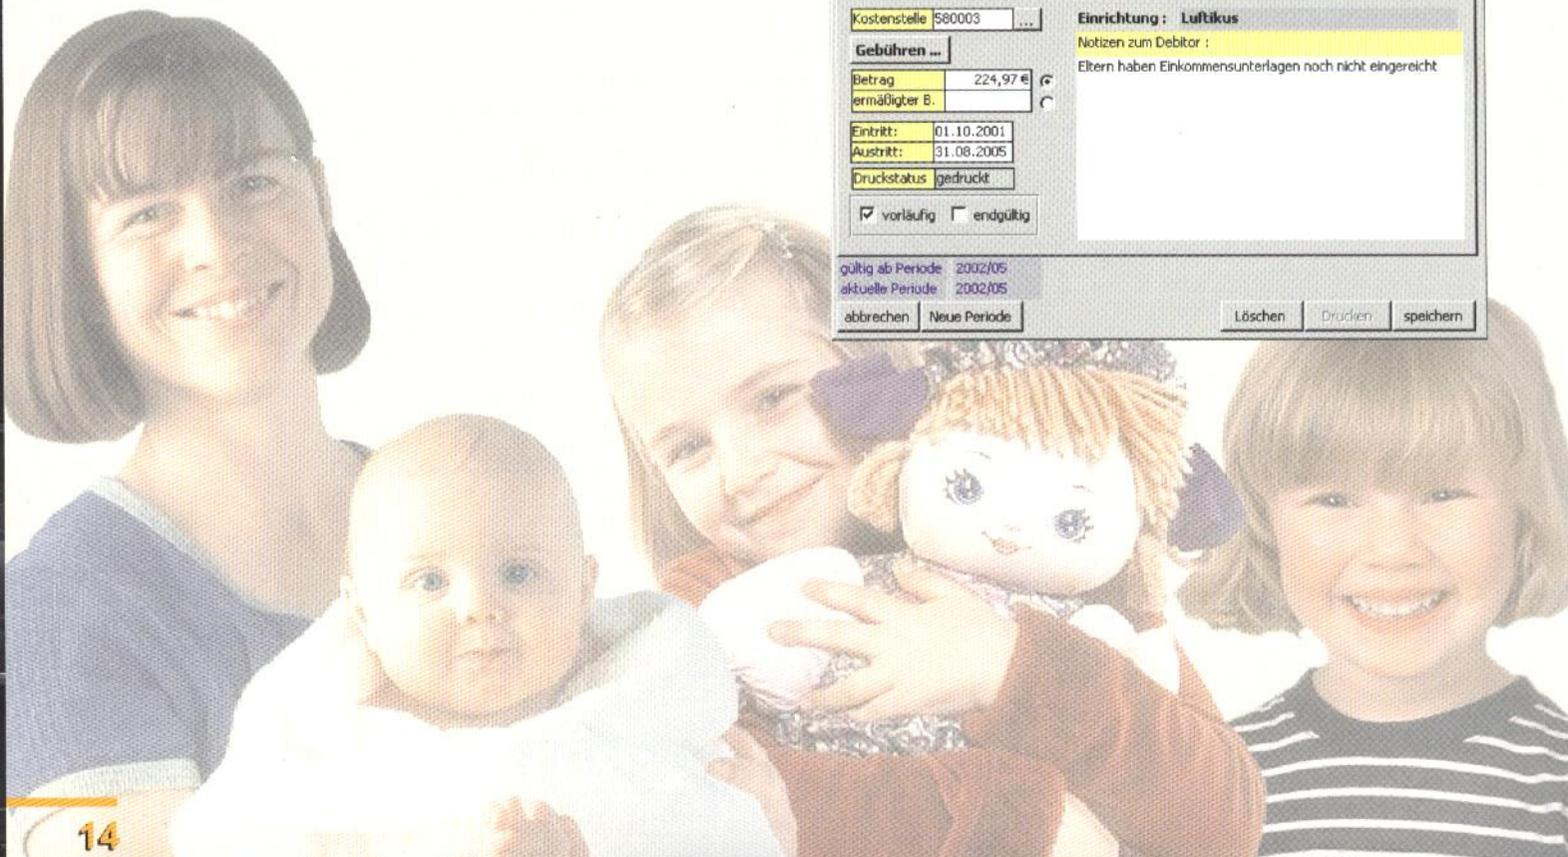 Kostenstelle 580003 ...
Einrichtung : Luftikus
Gebühren ...
Notizen zum Debitor :
Eltern haben Einkommensunterlagen noch nicht eingereicht
Betrag 224,97 €
ermäßigter B.
Eintritt: 01.10.2001
Austritt: 31.08.2005
Druckstatus gedruckt
vorläufig endgültig
gültig ab Periode 2002/05
aktuelle Periode 2002/05
abbrechen Neue Periode Löschen Drucken speichern
14